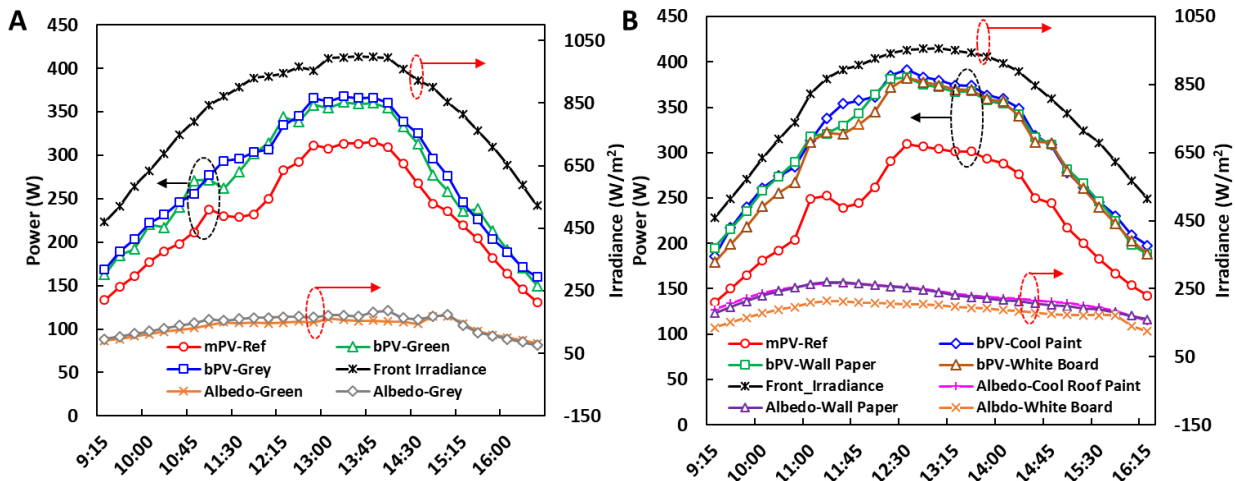 A
450
400
350
300
250
200
150
100
50
0
Power (W)
1050
850
650
450
250
50
-150
Irradiance (W/m²)
mPV-Ref
bPV-Green
bPV-Grey
Front Irradiance
Albedo-Green
Albedo-Grey
9:15
10:00
10:45
11:30
12:15
13:00
13:45
14:30
15:15
16:00
B
450
400
350
300
250
200
150
100
50
0
Power (W)
1050
850
650
450
250
50
-150
Irradiance (W/m²)
mPV-Ref
bPV-Cool Paint
bPV-Wall Paper
bPV-White Board
Front_Irradiance
Albedo-Cool Roof Paint
Albedo-Wall Paper
Albdo-White Board
9:15
10:00
11:00
11:45
12:30
13:15
14:00
14:45
15:30
16:15